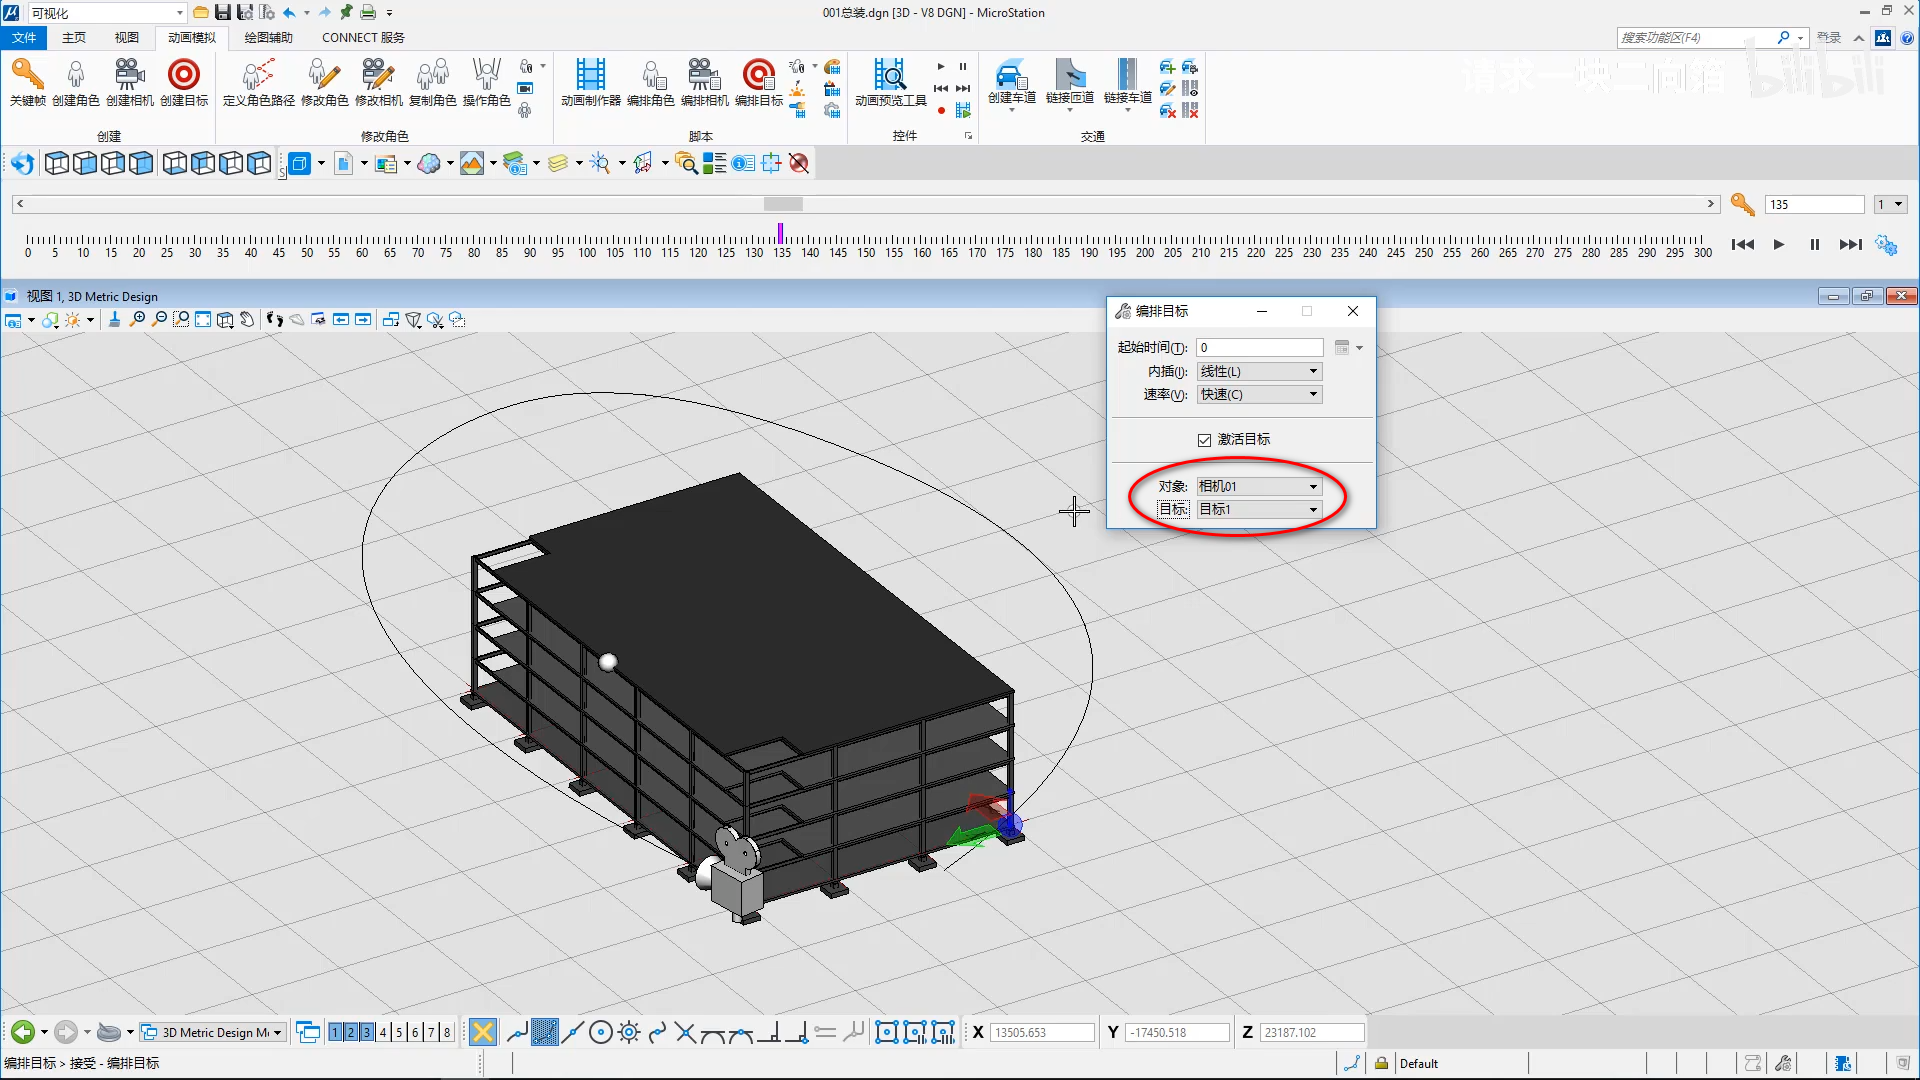 可视化
001总装.dgn [3D - V8 DGN] - MicroStation
文件 主页 视图 动画模拟 绘图辅助 CONNECT 服务
搜索功能区(F4)
登录
关键帧 创建角色 创建相机 创建目标
定义角色路径 修改角色 修改相机 复制角色 操作角色
动画制作器 编排角色 编排相机 编排目标
动画预览工具
创建车道 链接匝道 链接车道
创建 修改角色 脚本 控件 交通
bilibili
135
1
0 5 10 15 20 25 30 35 40 45 50 55 60 65 70 75 80 85 90 95 100 105 110 115 120 125 130 135 140 145 150 155 160 165 170 175 180 185 190 195 200 205 210 215 220 225 230 235 240 245 250 255 260 265 270 275 280 285 290 295 300
视图 1, 3D Metric Design
编排目标
起始时间(T): 0
内插(I): 线性(L)
速率(V): 快速(C)
激活目标
对象: 相机01
目标: 目标1
3D Metric Design Mo
1 2 3 4 5 6 7 8
X 13505.653
Y -17450.518
Z 23187.102
编排目标 > 接受 - 编排目标
Default